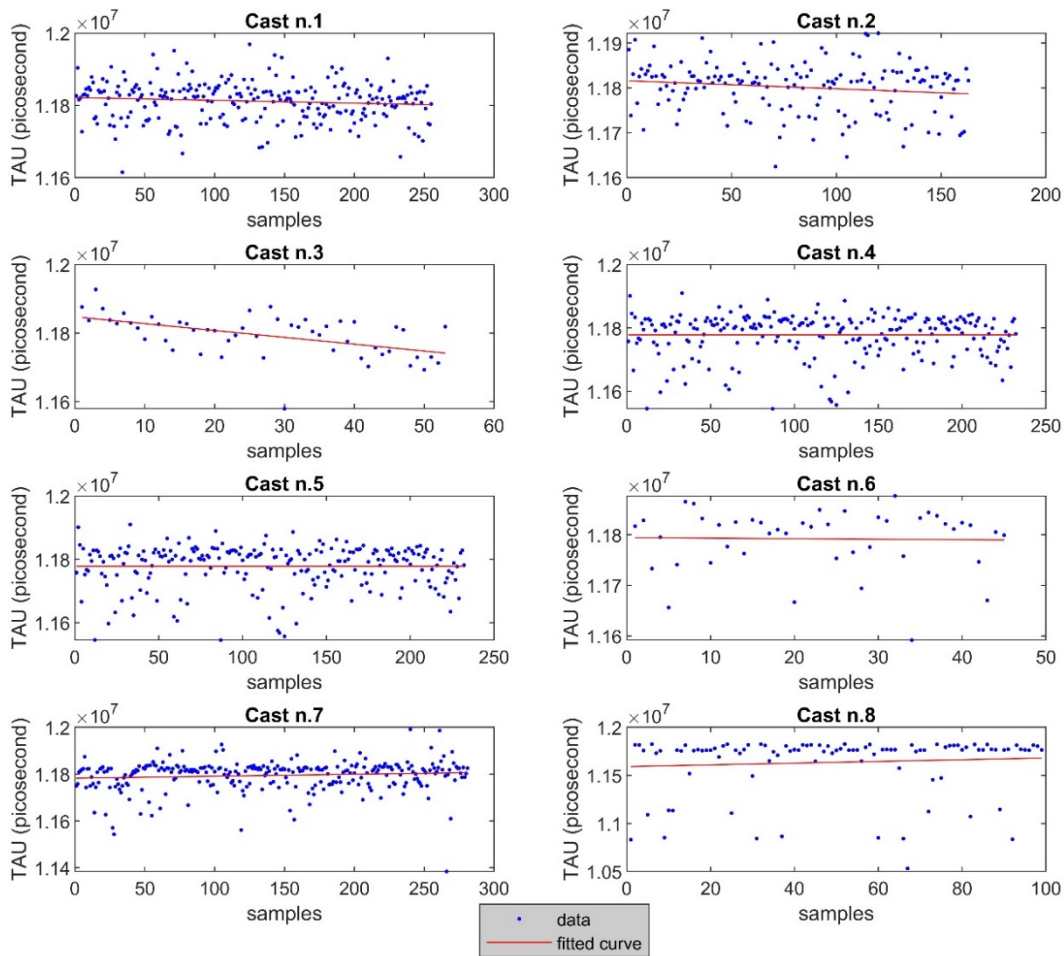 Cast n.1
×10^7
1.2
1.18
1.16
TAU (picosecond)
0 50 100 150 200 250 300
samples
Cast n.2
×10^7
1.19
1.18
1.17
1.16
TAU (picosecond)
0 50 100 150 200
samples
Cast n.3
×10^7
1.2
1.18
1.16
TAU (picosecond)
0 10 20 30 40 50 60
samples
Cast n.4
×10^7
1.2
1.18
1.16
TAU (picosecond)
0 50 100 150 200 250
samples
Cast n.5
×10^7
1.2
1.18
1.16
TAU (picosecond)
0 50 100 150 200 250
samples
Cast n.6
×10^7
1.18
1.17
1.16
TAU (picosecond)
0 10 20 30 40 50
samples
Cast n.7
×10^7
1.2
1.18
1.16
1.14
TAU (picosecond)
0 50 100 150 200 250 300
samples
Cast n.8
×10^7
1.2
1.15
1.1
1.05
TAU (picosecond)
0 20 40 60 80 100
samples
data
fitted curve